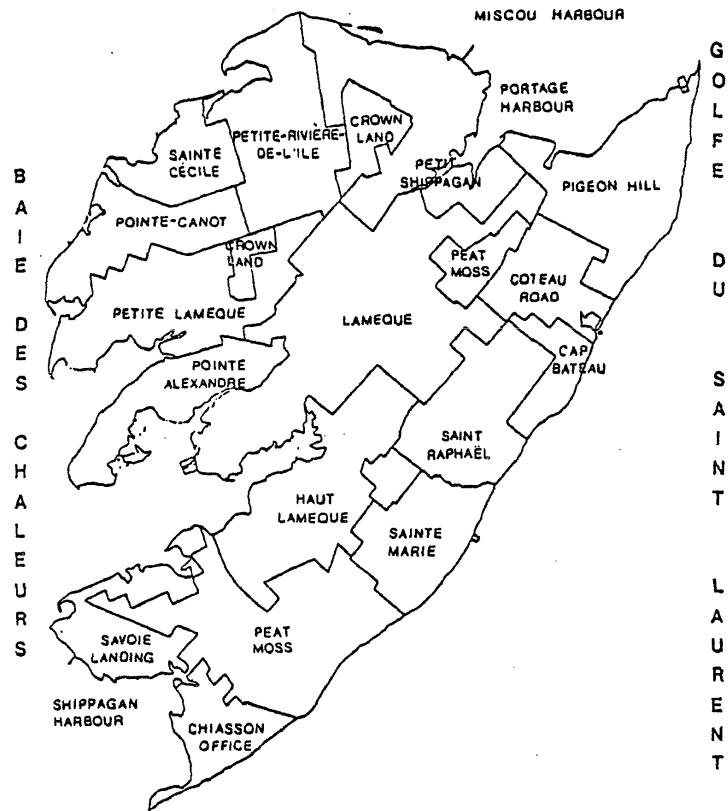 MISCOU HARBOUR
GOLFE DU SAINT LAURENT
PORTAGE
HARBOUR
CROWN
LAND
PETITE-RIVIÈRE-
DE-L'ILE
SAINTE
CÉCILE
PETIT
SHIPPAGAN
PIGEON HILL
BAIE DES CHALEURS
POINTE-CANOT
CROWN
LAND
PEAT
MOSS
COTEAU
ROAD
PETITE LAMEQUE
LAMEQUE
CAP
BATEAU
POINTE
ALEXANDRE
SAINT
RAPHAËL
HAUT
LAMEQUE
SAINTE
MARIE
PEAT
MOSS
SAVOIE
LANDING
SHIPPAGAN
HARBOUR
CHIASSON
OFFICE